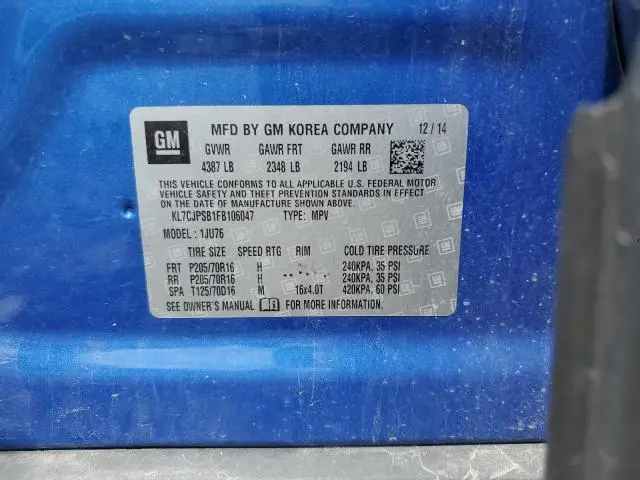 GM MFD BY GM KOREA COMPANY 12/14
GVWR GAWR FRT GAWR RR
4387 LB 2348 LB 2194 LB
THIS VEHICLE CONFORMS TO ALL APPLICABLE U.S. FEDERAL MOTOR
VEHICLE SAFETY AND THEFT PREVENTION STANDARDS IN EFFECT
ON THE DATE OF MANUFACTURE SHOWN ABOVE.
KL7CJPSB1FB106047 TYPE: MPV
MODEL: 1JU76
TIRE SIZE SPEED RTG RIM COLD TIRE PRESSURE
FRT P205/70R16 H 240KPA, 35 PSI
RR P205/70R16 H 240KPA, 35 PSI
SPA T125/70D16 M 16x4.0T 420KPA, 60 PSI
SEE OWNER'S MANUAL FOR MORE INFORMATION.